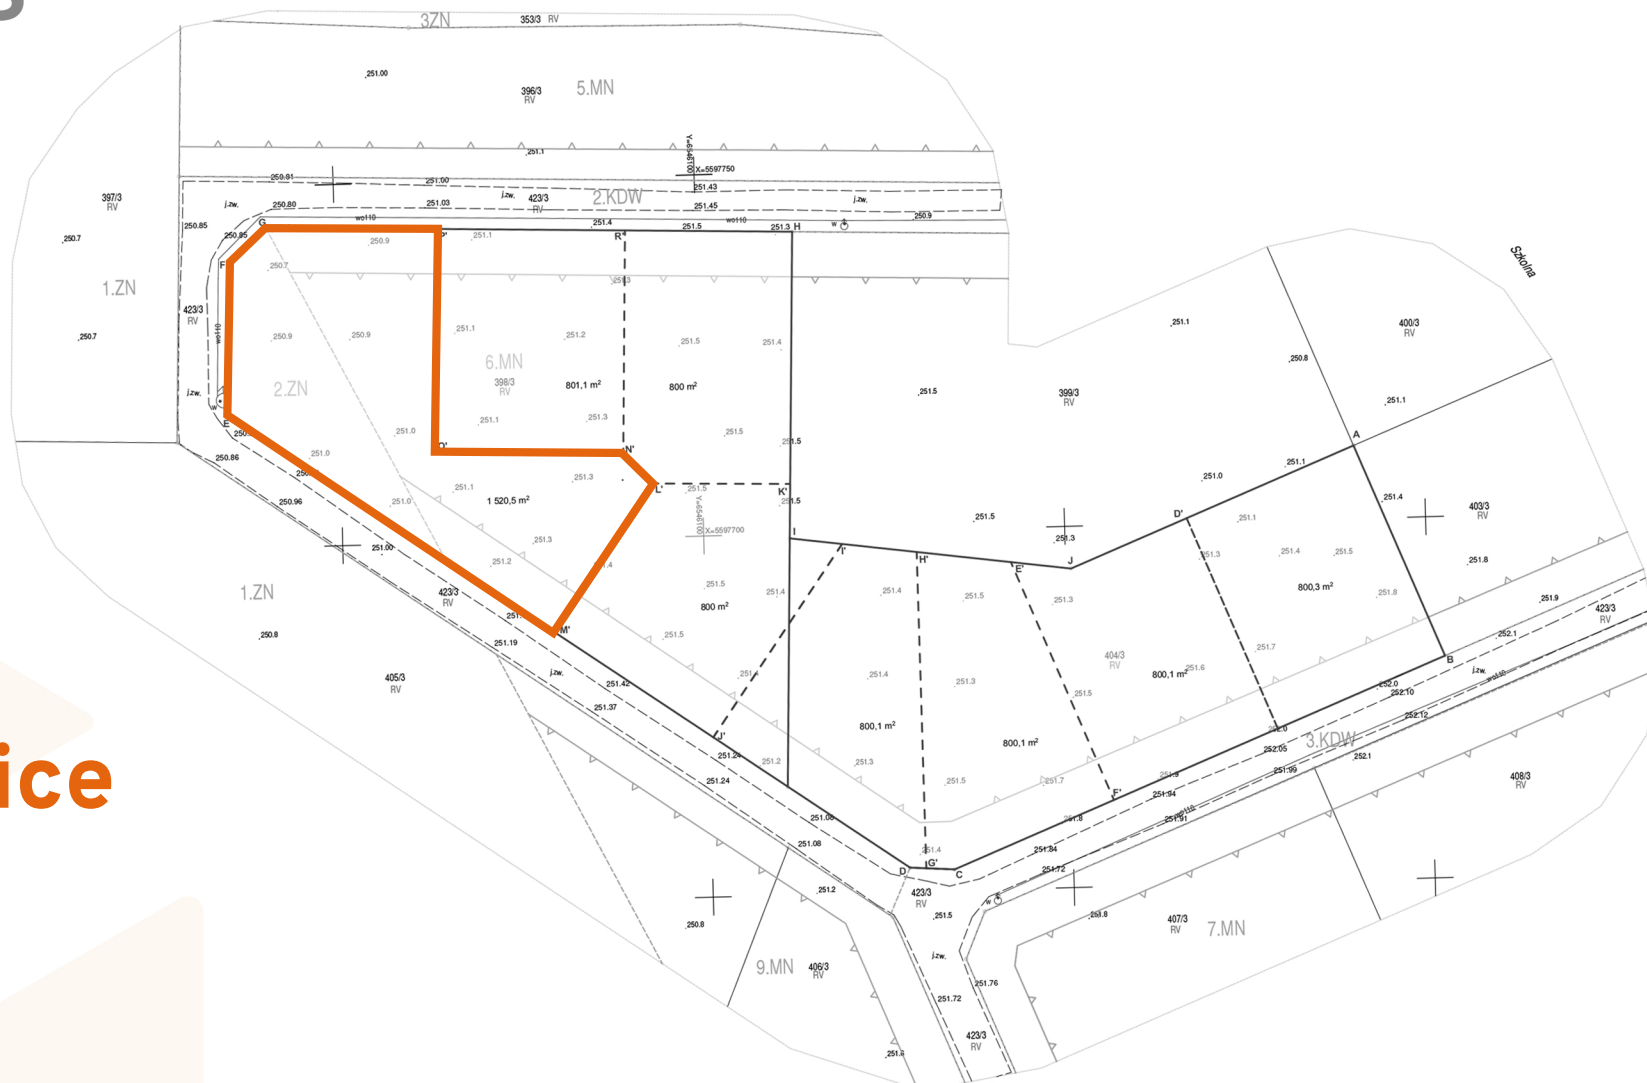 3ZN
353/3 RV
251.00
396/3
RV
5.MN
251.1
Y=6546100
X=5597750
250.91
251.00
251.43
397/3
RV
j.zw.
250.80
251.03
j.zw.
423/3
RV
2.KDW
251.45
j.zw.
250.9
250.85
wo110
251.4
251.5
wo110
251.3
H
w
250.85
G
250.9
251.1
R'
250.7
F
250.7
251.3
Szkolna
1.ZN
423/3
RV
wo110
251.1
251.2
251.5
251.4
251.1
400/3
RV
250.7
250.9
250.9
6.MN
398/3
RV
801,1 m²
800 m²
250.8
2.ZN
251.5
399/3
RV
j.zw.
w
E
251.1
251.3
251.1
251.0
251.5
251.5
A
O'
N'
250.86
251.0
251.0
251.1
251.1
251.3
L'
251.5
K'
251.5
251.4
250.96
251.0
1 520,5 m²
Y=6546100
X=5597700
251.5
D'
251.1
403/3
RV
251.00
251.3
I
251.3
251.2
I'
H'
E'
J
251.3
251.4
251.5
251.8
1.ZN
423/3
RV
251.5
251.4
251.4
251.5
251.3
800,3 m²
251.8
251.9
423/3
RV
800 m²
250.8
M'
251.19
251.5
252.1
251.7
404/3
RV
B
405/3
RV
j.zw.
251.42
251.4
251.3
800,1 m²
251.6
j.zw.
wo110
252.0
252.10
251.37
251.5
252.12
800,1 m²
J'
800,1 m²
3.KDW
252.05
251.24
251.2
251.3
252.1
ice
251.24
251.5
251.7
251.99
408/3
RV
F'
251.94
wo110
251.91
251.08
251.8
251.08
251.4
251.84
D
G'
C
251.72
251.2
423/3
RV
w
251.5
251.8
250.8
407/3
RV
7.MN
j.zw.
9.MN
406/3
RV
251.76
251.72
423/3
RV